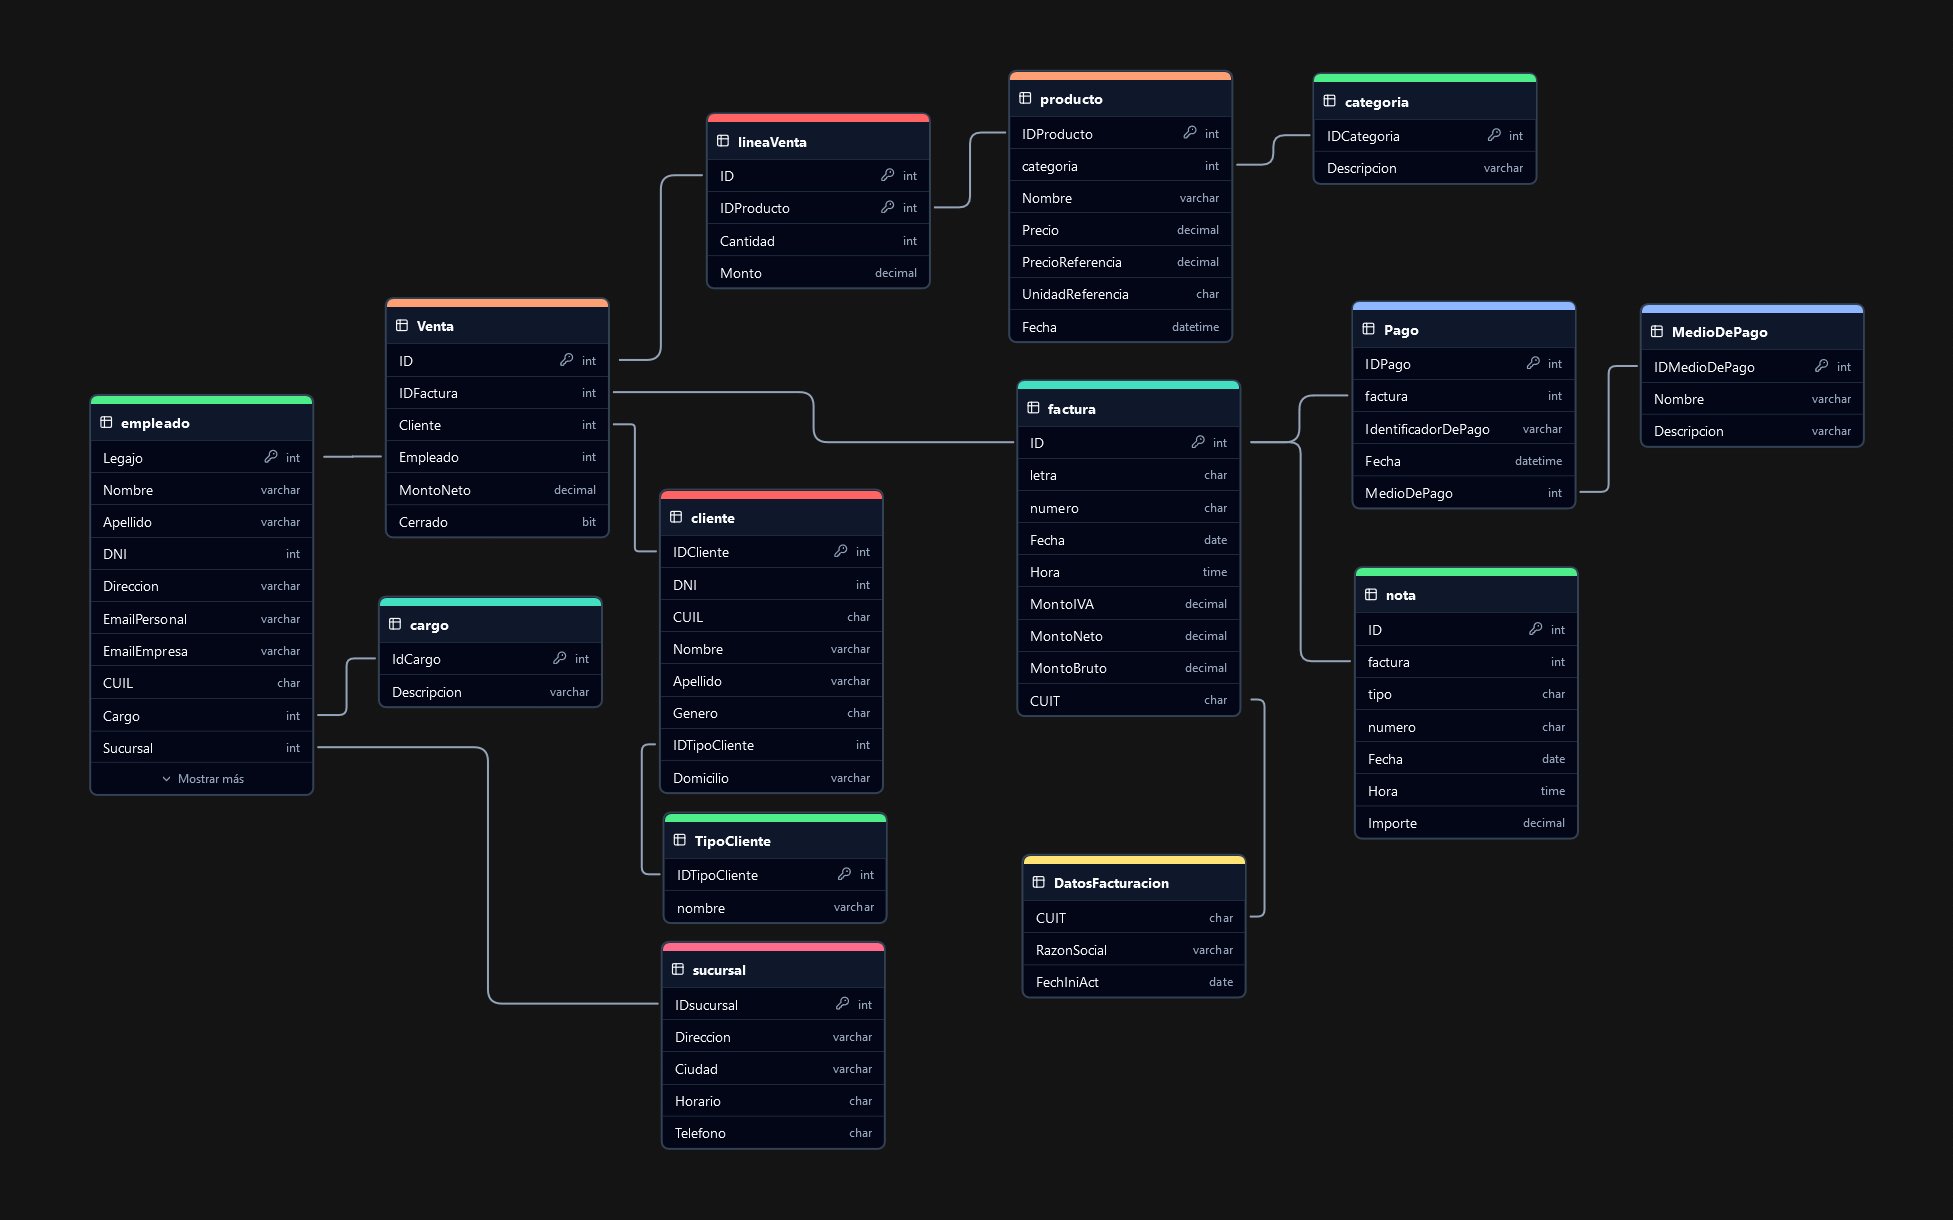 producto
IDProducto int
categoria int
Nombre varchar
Precio decimal
PrecioReferencia decimal
UnidadReferencia char
Fecha datetime
categoria
IDCategoria int
Descripcion varchar
lineaVenta
ID int
IDProducto int
Cantidad int
Monto decimal
Venta
ID int
IDFactura int
Cliente int
Empleado int
MontoNeto decimal
Cerrado bit
Pago
IDPago int
factura int
IdentificadorDePago varchar
Fecha datetime
MedioDePago int
MedioDePago
IDMedioDePago int
Nombre varchar
Descripcion varchar
empleado
Legajo int
Nombre varchar
Apellido varchar
DNI int
Direccion varchar
EmailPersonal varchar
EmailEmpresa varchar
CUIL char
Cargo int
Sucursal int
Mostrar más
factura
ID int
letra char
numero char
Fecha date
Hora time
MontoIVA decimal
MontoNeto decimal
MontoBruto decimal
CUIT char
cliente
IDCliente int
DNI int
CUIL char
Nombre varchar
Apellido varchar
Genero char
IDTipoCliente int
Domicilio varchar
cargo
IdCargo int
Descripcion varchar
nota
ID int
factura int
tipo char
numero char
Fecha date
Hora time
Importe decimal
TipoCliente
IDTipoCliente int
nombre varchar
DatosFacturacion
CUIT char
RazonSocial varchar
FechIniAct date
sucursal
IDsucursal int
Direccion varchar
Ciudad varchar
Horario char
Telefono char